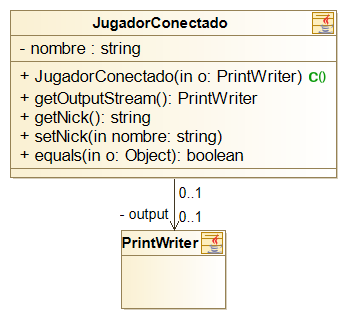 JugadorConectado
- nombre : string
+ JugadorConectado(in o: PrintWriter) C()
+ getOutputStream(): PrintWriter
+ getNick(): string
+ setNick(in nombre: string)
+ equals(in o: Object): boolean
0..1
- output 0..1
PrintWriter